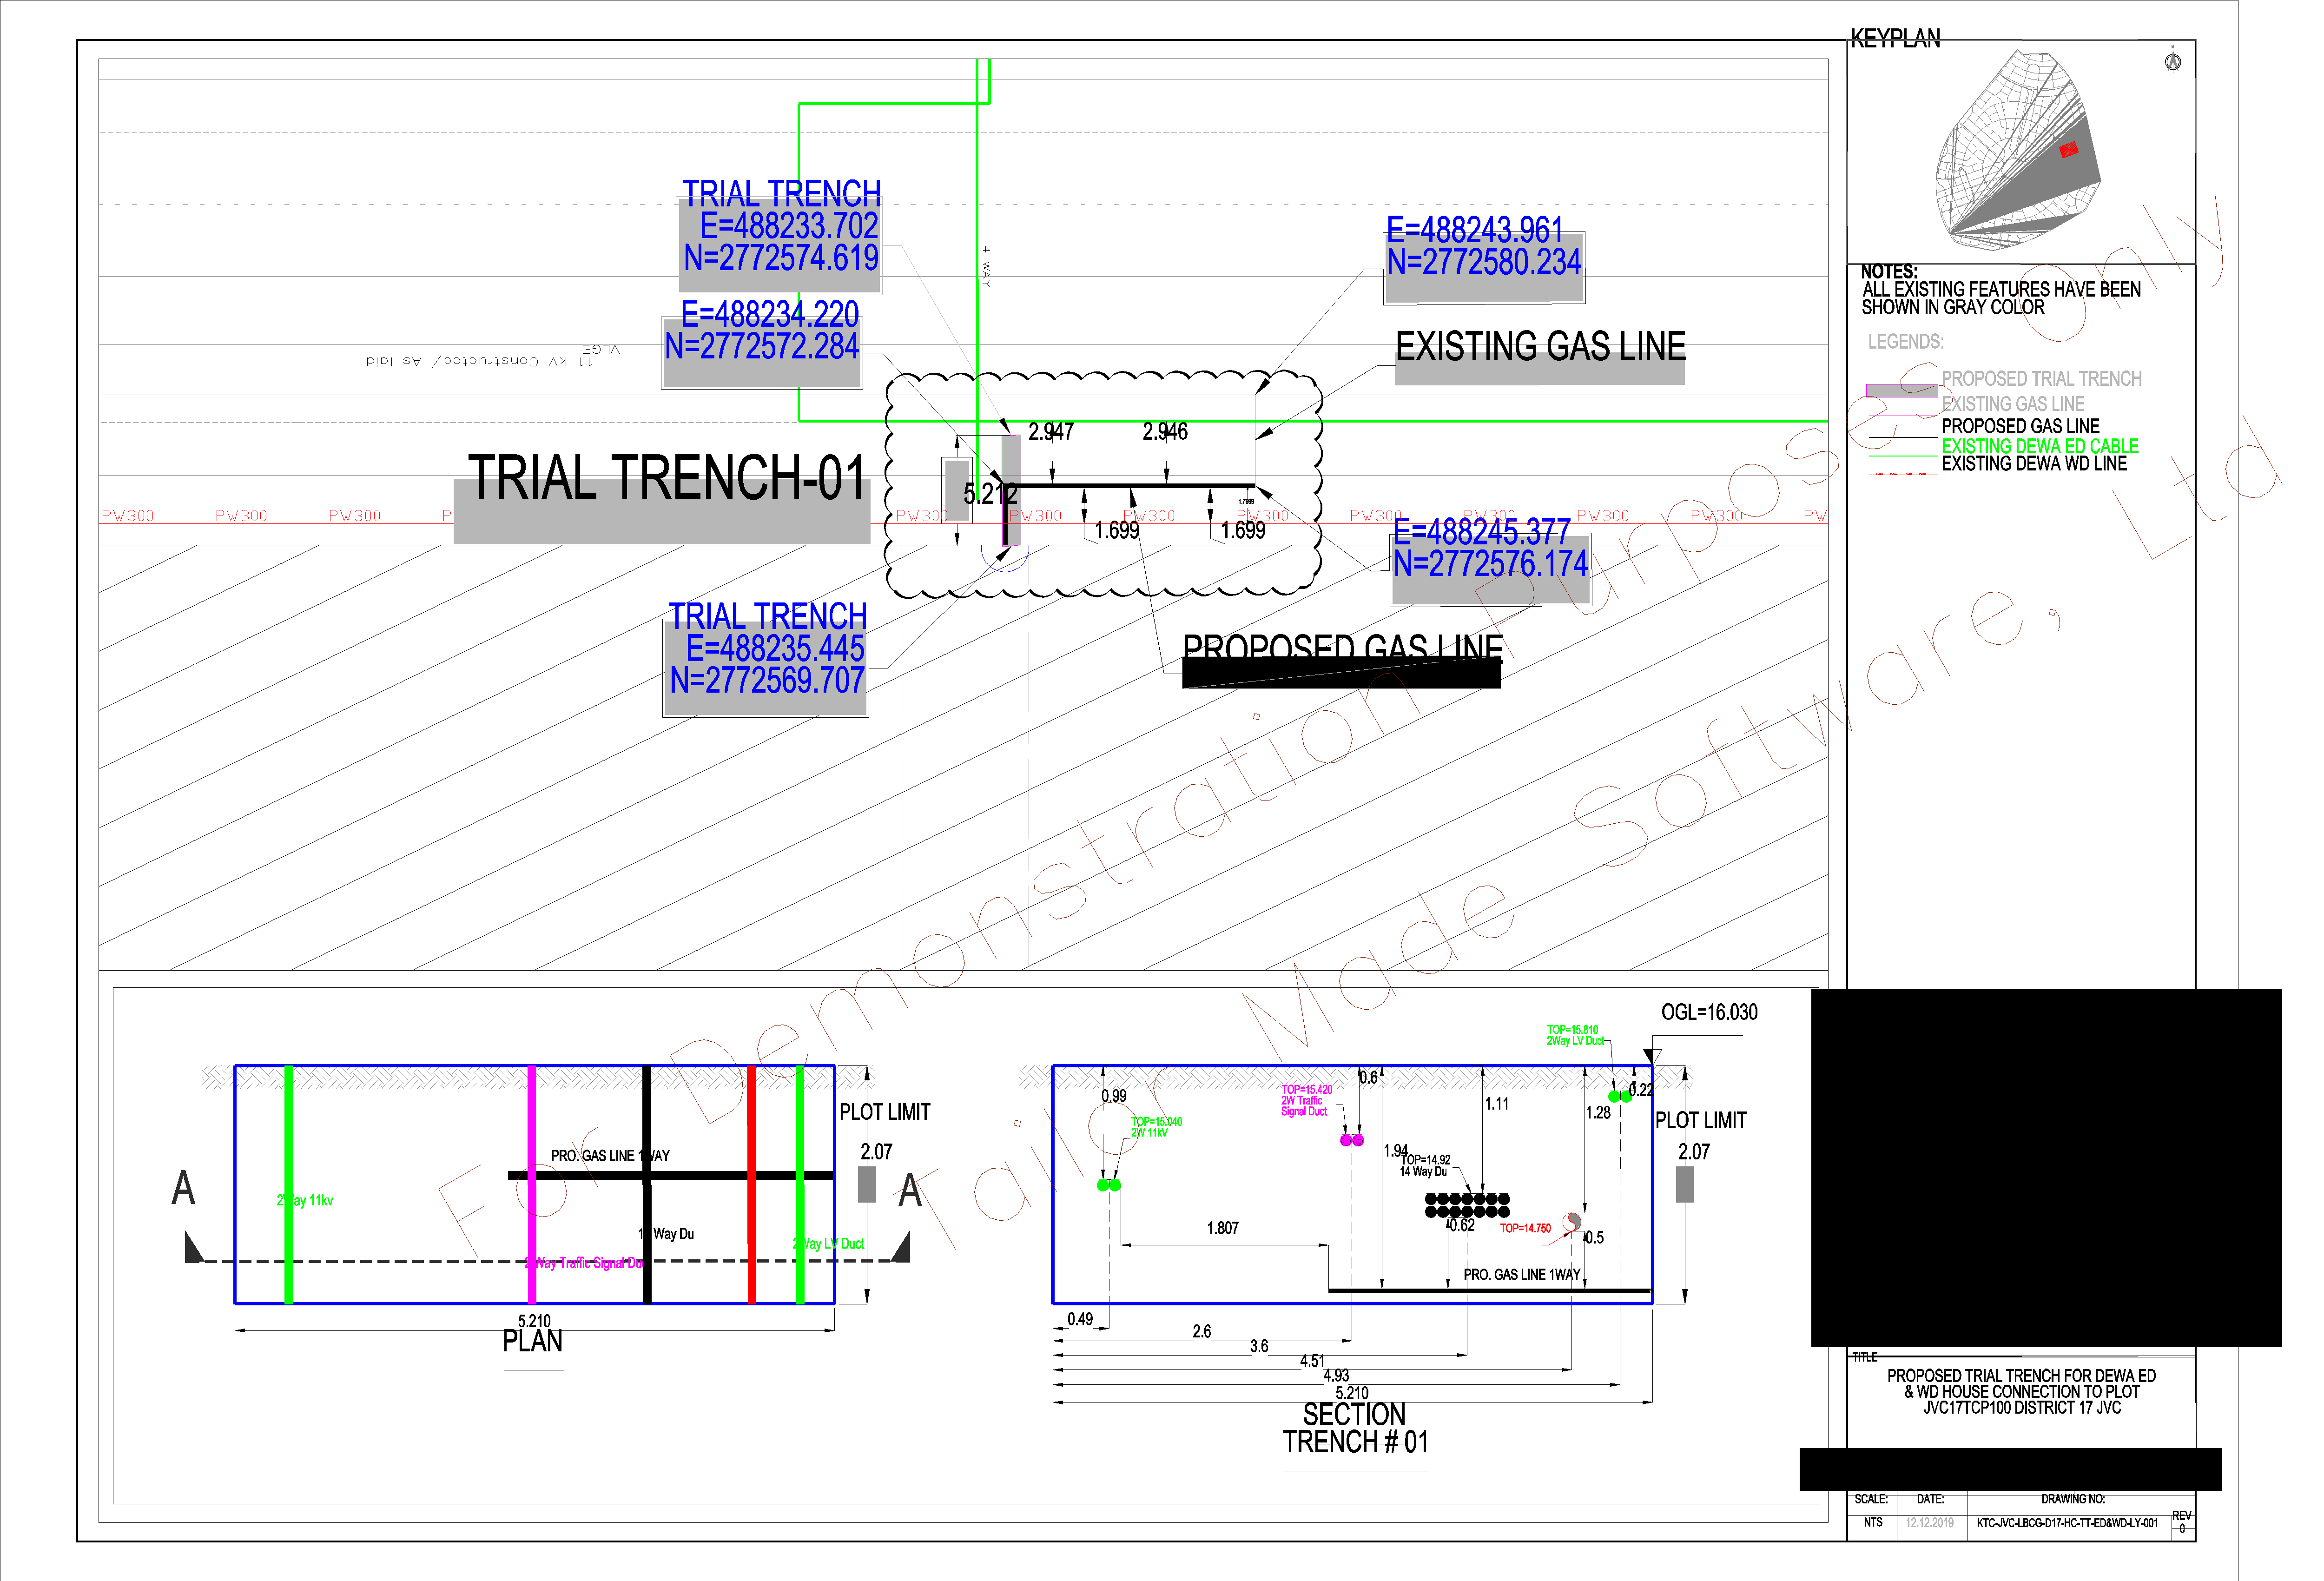 KEYPLAN
NOTES:
ALL EXISTING FEATURES HAVE BEEN
SHOWN IN GRAY COLOR
LEGENDS:
PROPOSED TRIAL TRENCH
EXISTING GAS LINE
PROPOSED GAS LINE
EXISTING DEWA ED CABLE
EXISTING DEWA WD LINE
TRIAL TRENCH
E=488233.702
N=2772574.619
E=488234.220
N=2772572.284
4 WAY
VLGE
11 kV Constructed/ As laid
E=488243.961
N=2772580.234
EXISTING GAS LINE
2.947
2.946
TRIAL TRENCH-01
5.212
1.7999
PW300
PW300
PW300
P
PW300
PW300
PW300
PW300
PW300
PW300
PW300
PW300
PW
1.699
1.699
E=488245.377
N=2772576.174
TRIAL TRENCH
E=488235.445
N=2772569.707
PROPOSED GAS LINE
For Demonstration Purposes Only
Tailor Made Software, Ltd
PLOT LIMIT
2.07
PRO. GAS LINE 1WAY
A
A
2Way 11kv
Way Du
2Way LV Duct
2Way Traffic Signal Du
5.210
PLAN
OGL=16.030
TOP=15.810
2Way LV Duct
0.6
0.22
TOP=15.420
2W Traffic
Signal Duct
0.99
1.11
1.28
PLOT LIMIT
TOP=15.040
2W 11kV
1.94
2.07
TOP=14.92
14 Way Du
1.807
0.62
TOP=14.750
0.5
PRO. GAS LINE 1WAY
0.49
2.6
3.6
4.51
4.93
5.210
SECTION
TRENCH # 01
TITLE
PROPOSED TRIAL TRENCH FOR DEWA ED
& WD HOUSE CONNECTION TO PLOT
JVC17TCP100 DISTRICT 17 JVC
SCALE: DATE: DRAWING NO:
NTS 12.12.2019 KTC-JVC-LBCG-D17-HC-TT-ED&WD-LY-001
REV
0